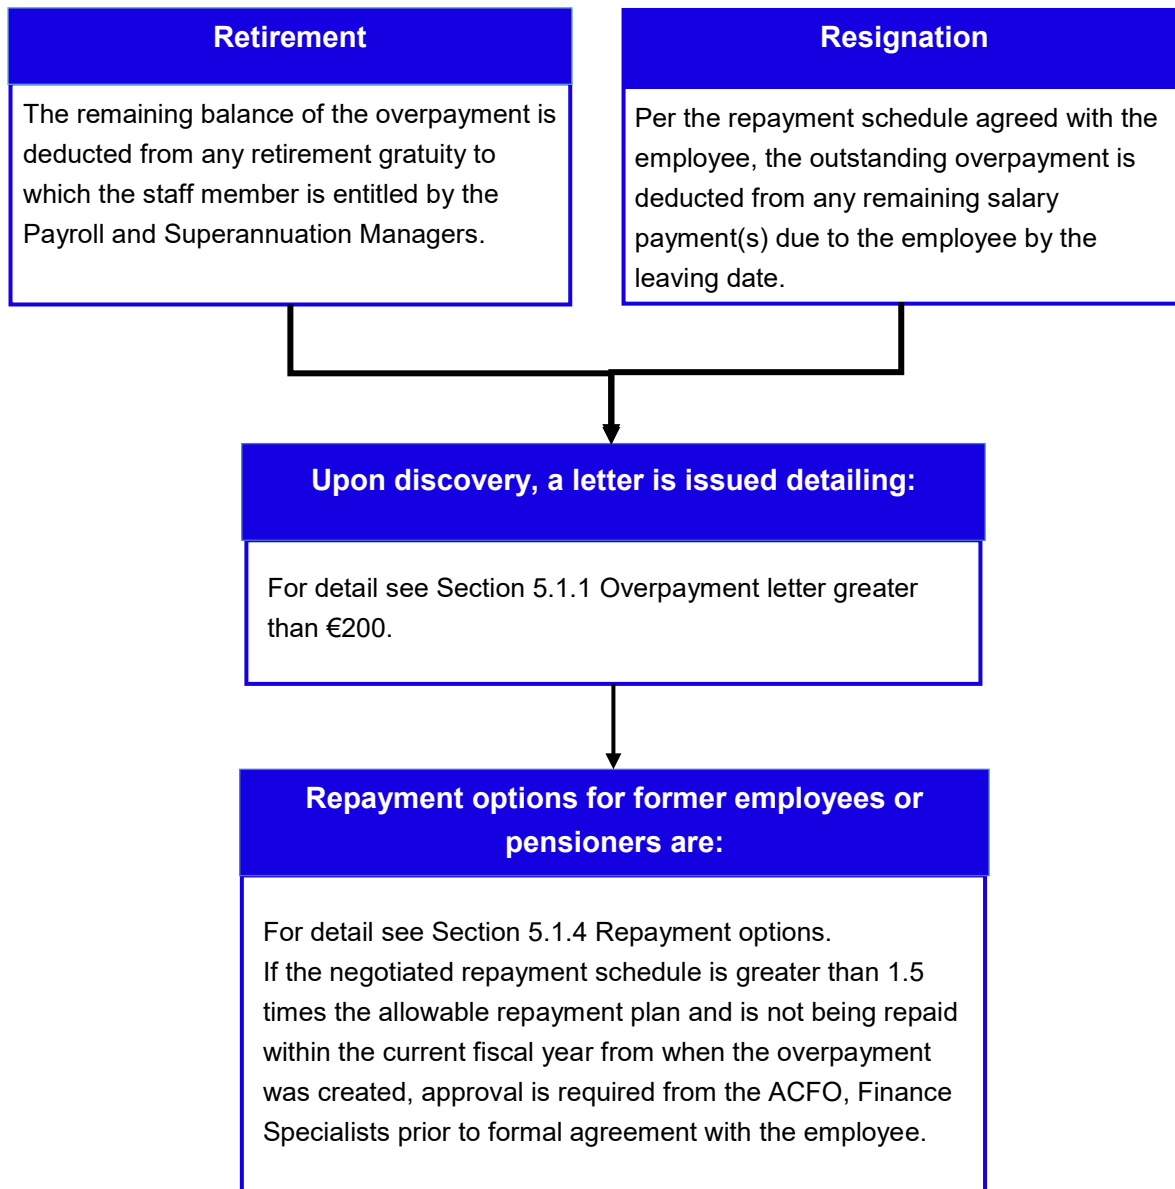 Retirement
The remaining balance of the overpayment is
deducted from any retirement gratuity to
which the staff member is entitled by the
Payroll and Superannuation Managers.
Resignation
Per the repayment schedule agreed with the
employee, the outstanding overpayment is
deducted from any remaining salary
payment(s) due to the employee by the
leaving date.
Upon discovery, a letter is issued detailing:
For detail see Section 5.1.1 Overpayment letter greater
than €200.
Repayment options for former employees or
pensioners are:
For detail see Section 5.1.4 Repayment options.
If the negotiated repayment schedule is greater than 1.5
times the allowable repayment plan and is not being repaid
within the current fiscal year from when the overpayment
was created, approval is required from the ACFO, Finance
Specialists prior to formal agreement with the employee.